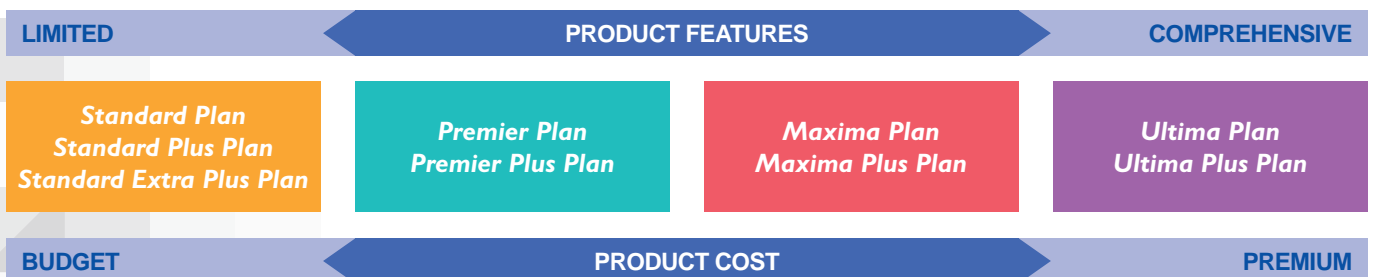 LIMITED
PRODUCT FEATURES
COMPREHENSIVE
Standard Plan
Standard Plus Plan
Standard Extra Plus Plan
Premier Plan
Premier Plus Plan
Maxima Plan
Maxima Plus Plan
Ultima Plan
Ultima Plus Plan
BUDGET
PRODUCT COST
PREMIUM